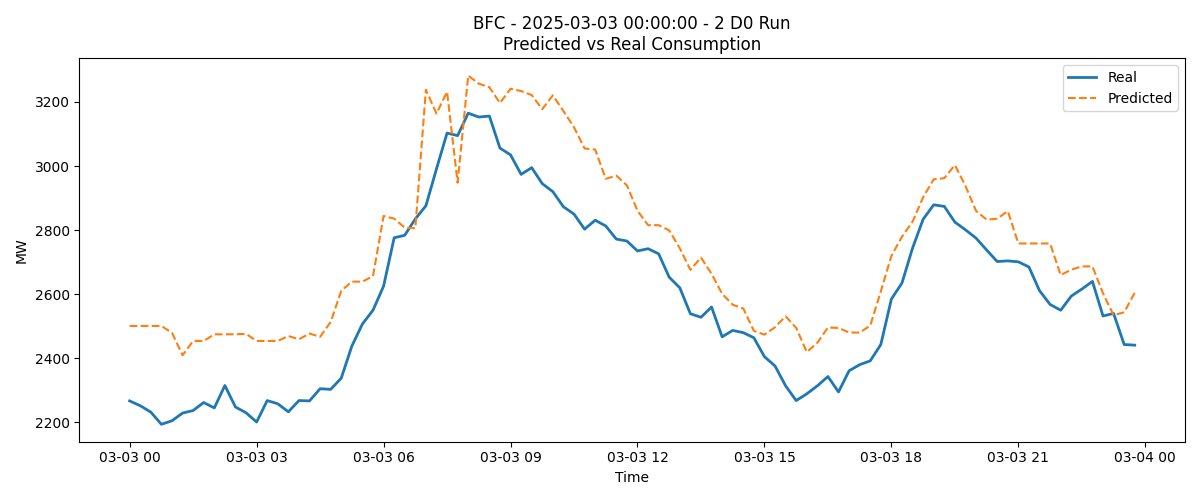 BFC - 2025-03-03 00:00:00 - 2 D0 Run
Predicted vs Real Consumption
Real
Predicted
3200
3000
2800
2600
2400
2200
MW
03-03 00 03-03 03 03-03 06 03-03 09 03-03 12 03-03 15 03-03 18 03-03 21 03-04 00
Time